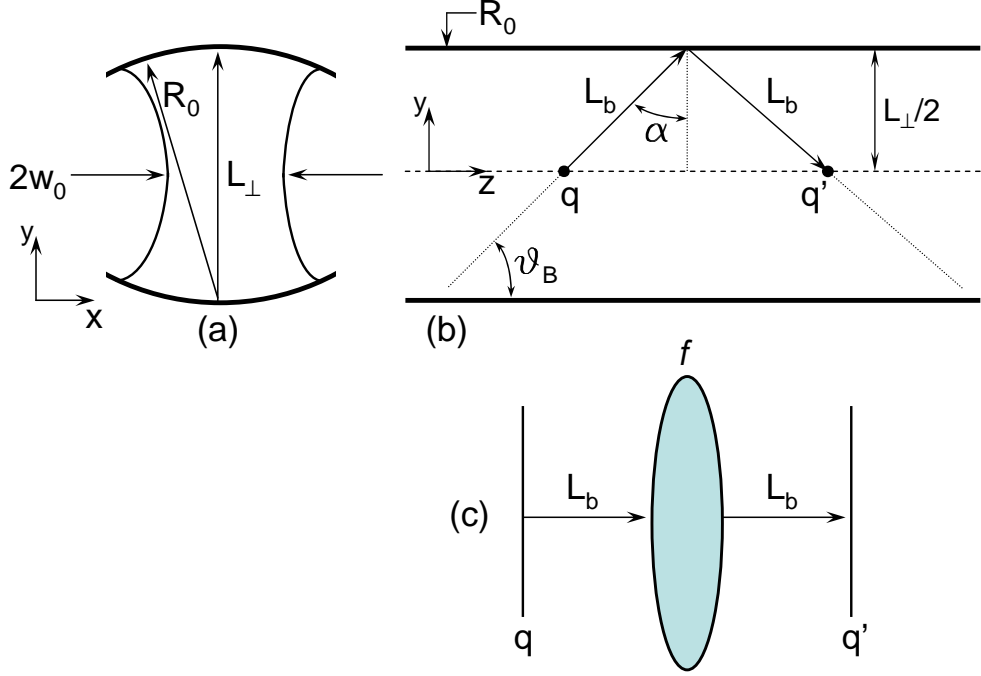 R₀
L⊥
2w₀
y
x
(a)
R₀
L_b
L_b
α
y
z
q
q’
L⊥/2
ϑ_B
(b)
f
L_b
L_b
(c)
q
q’